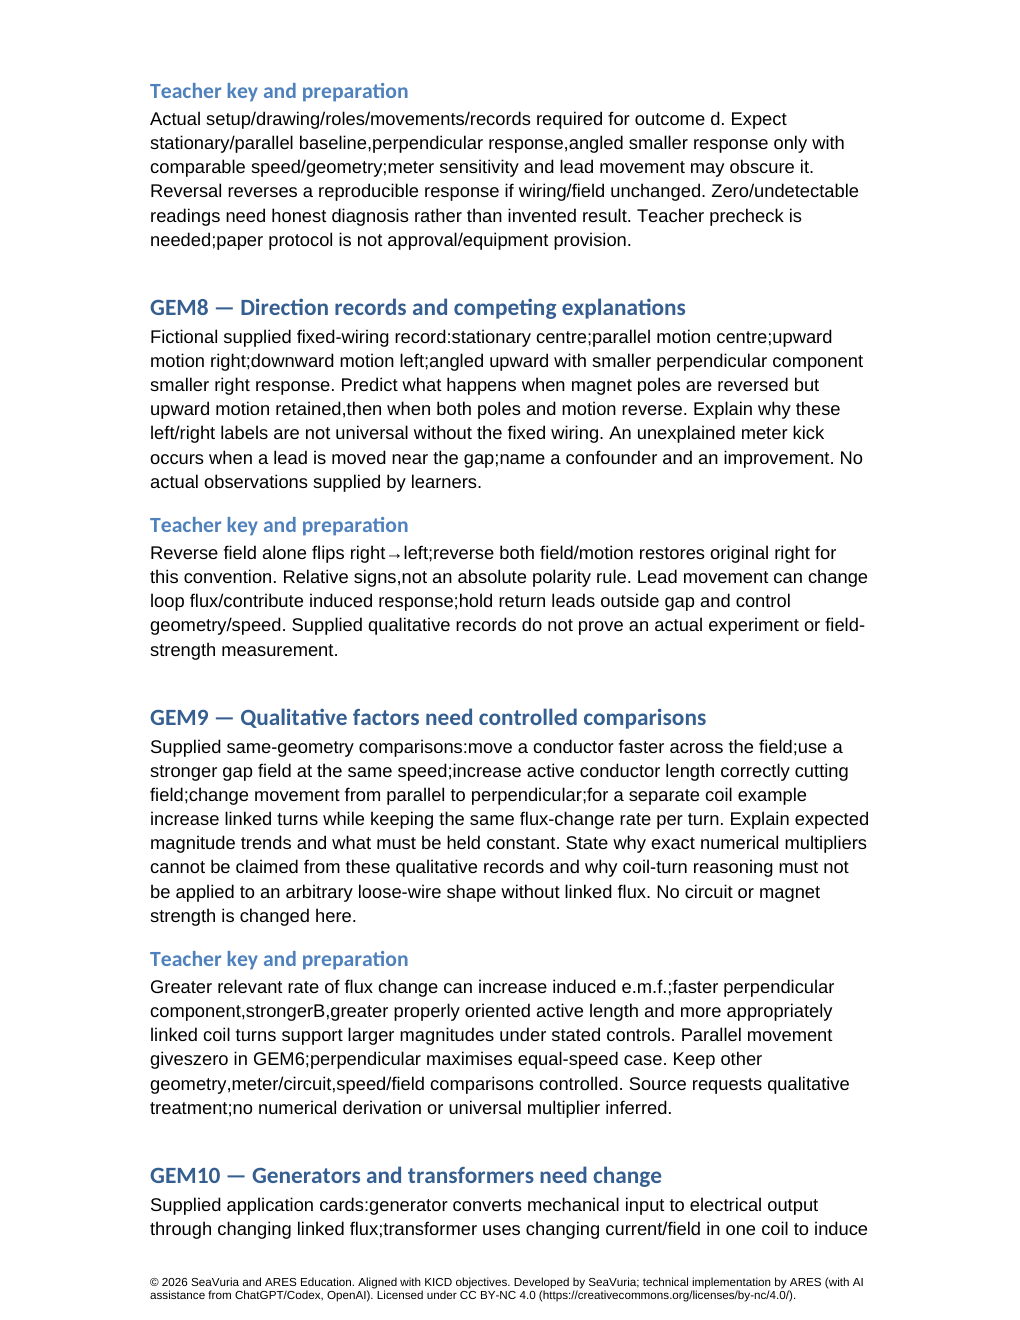 Teacher key and preparation
Actual setup/drawing/roles/movements/records required for outcome d. Expect
stationary/parallel baseline,perpendicular response,angled smaller response only with
comparable speed/geometry;meter sensitivity and lead movement may obscure it.
Reversal reverses a reproducible response if wiring/field unchanged. Zero/undetectable
readings need honest diagnosis rather than invented result. Teacher precheck is
needed;paper protocol is not approval/equipment provision.
GEM8 — Direction records and competing explanations
Fictional supplied fixed-wiring record:stationary centre;parallel motion centre;upward
motion right;downward motion left;angled upward with smaller perpendicular component
smaller right response. Predict what happens when magnet poles are reversed but
upward motion retained,then when both poles and motion reverse. Explain why these
left/right labels are not universal without the fixed wiring. An unexplained meter kick
occurs when a lead is moved near the gap;name a confounder and an improvement. No
actual observations supplied by learners.
Teacher key and preparation
Reverse field alone flips right→left;reverse both field/motion restores original right for
this convention. Relative signs,not an absolute polarity rule. Lead movement can change
loop flux/contribute induced response;hold return leads outside gap and control
geometry/speed. Supplied qualitative records do not prove an actual experiment or field-
strength measurement.
GEM9 — Qualitative factors need controlled comparisons
Supplied same-geometry comparisons:move a conductor faster across the field;use a
stronger gap field at the same speed;increase active conductor length correctly cutting
field;change movement from parallel to perpendicular;for a separate coil example
increase linked turns while keeping the same flux-change rate per turn. Explain expected
magnitude trends and what must be held constant. State why exact numerical multipliers
cannot be claimed from these qualitative records and why coil-turn reasoning must not
be applied to an arbitrary loose-wire shape without linked flux. No circuit or magnet
strength is changed here.
Teacher key and preparation
Greater relevant rate of flux change can increase induced e.m.f.;faster perpendicular
component,strongerB,greater properly oriented active length and more appropriately
linked coil turns support larger magnitudes under stated controls. Parallel movement
giveszero in GEM6;perpendicular maximises equal-speed case. Keep other
geometry,meter/circuit,speed/field comparisons controlled. Source requests qualitative
treatment;no numerical derivation or universal multiplier inferred.
GEM10 — Generators and transformers need change
Supplied application cards:generator converts mechanical input to electrical output
through changing linked flux;transformer uses changing current/field in one coil to induce
© 2026 SeaVuria and ARES Education. Aligned with KICD objectives. Developed by SeaVuria; technical implementation by ARES (with AI
assistance from ChatGPT/Codex, OpenAI). Licensed under CC BY-NC 4.0 (https://creativecommons.org/licenses/by-nc/4.0/).